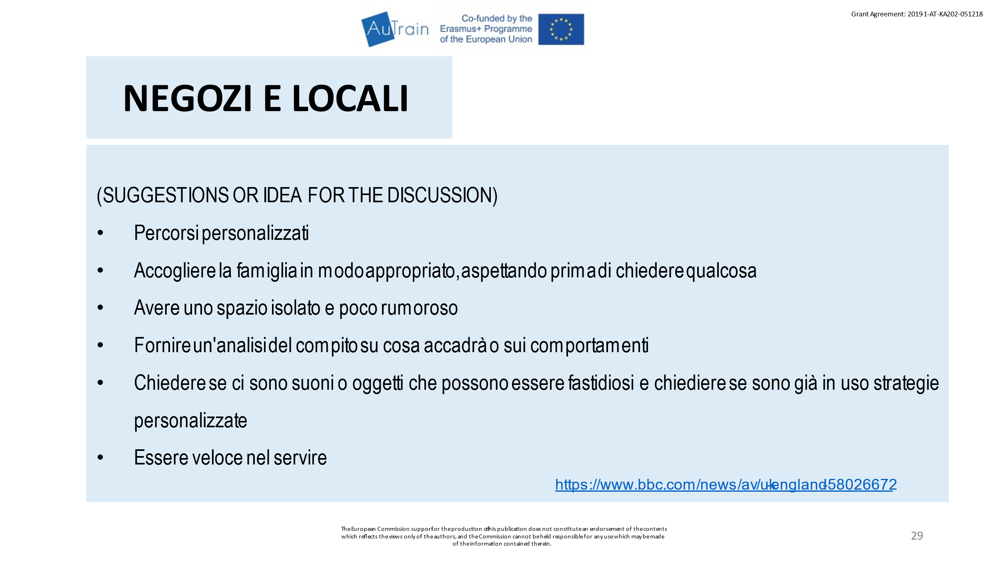 Grant Agreement: 2019-1-AT-KA202-051218
AuTrain
Co-funded by the
Erasmus+ Programme
of the European Union
NEGOZI E LOCALI
(SUGGESTIONS OR IDEA FOR THE DISCUSSION)
• Percorsi personalizzati
• Accogliere la famiglia in modo appropriato, aspettando prima di chiedere qualcosa
• Avere uno spazio isolato e poco rumoroso
• Fornire un'analisi del compito su cosa accadrà o sui comportamenti
• Chiedere se ci sono suoni o oggetti che possono essere fastidiosi e chiediere se sono già in uso strategie
personalizzate
• Essere veloce nel servire
https://www.bbc.com/news/av/uk-england-58026672
The European Commission support for the production of this publication does not constitute an endorsement of the contents
which reflects the views only of the authors, and the Commission cannot be held responsible for any use which may be made
of the information contained therein.
29